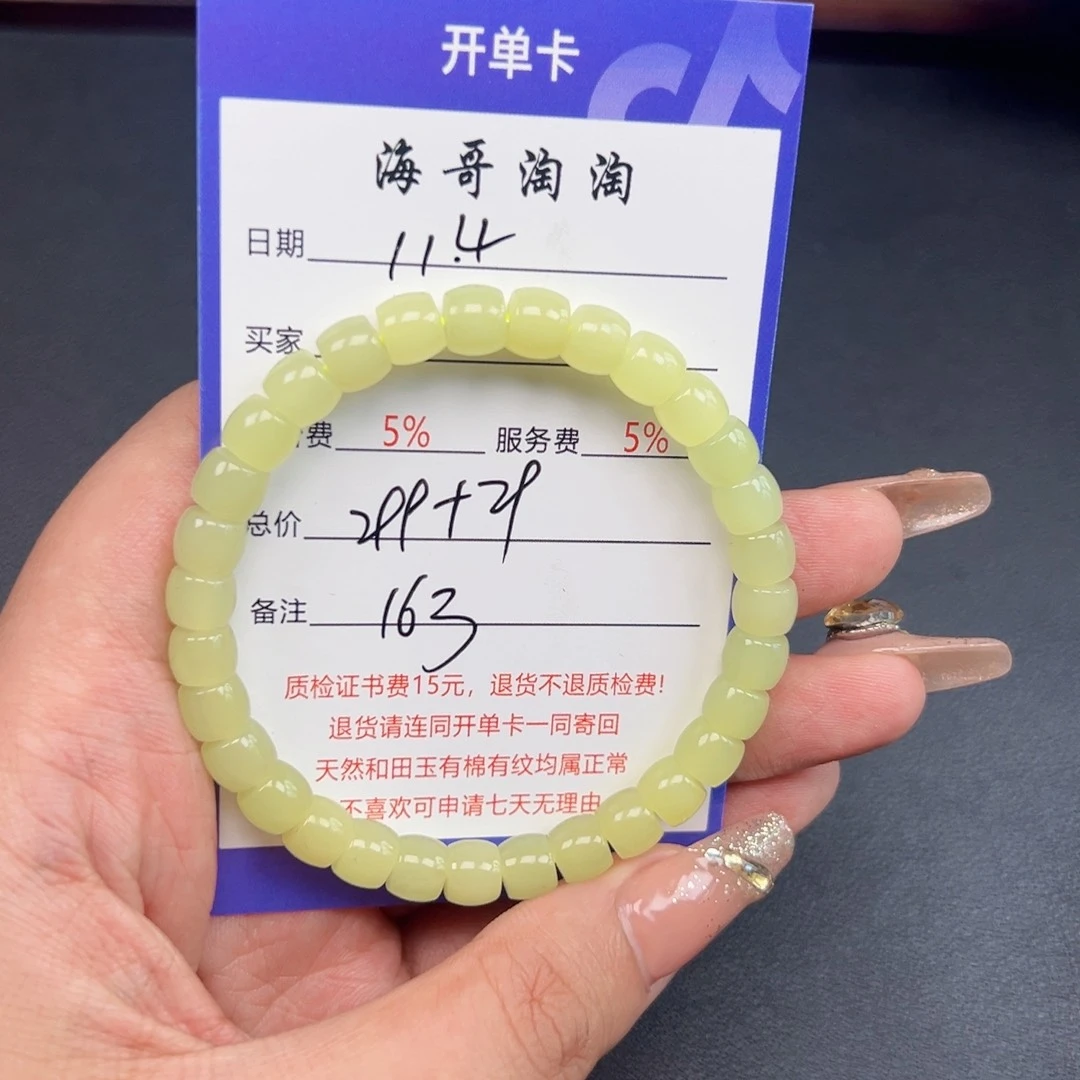 开单卡
海哥淘淘
日期 11.4
买家
费 5% 服务费 5%
总价 299+29
备注 163
质检证书费15元，退货不退质检费!
退货请连同开单卡一同寄回
天然和田玉有棉有纹均属正常
不喜欢可申请七天无理由